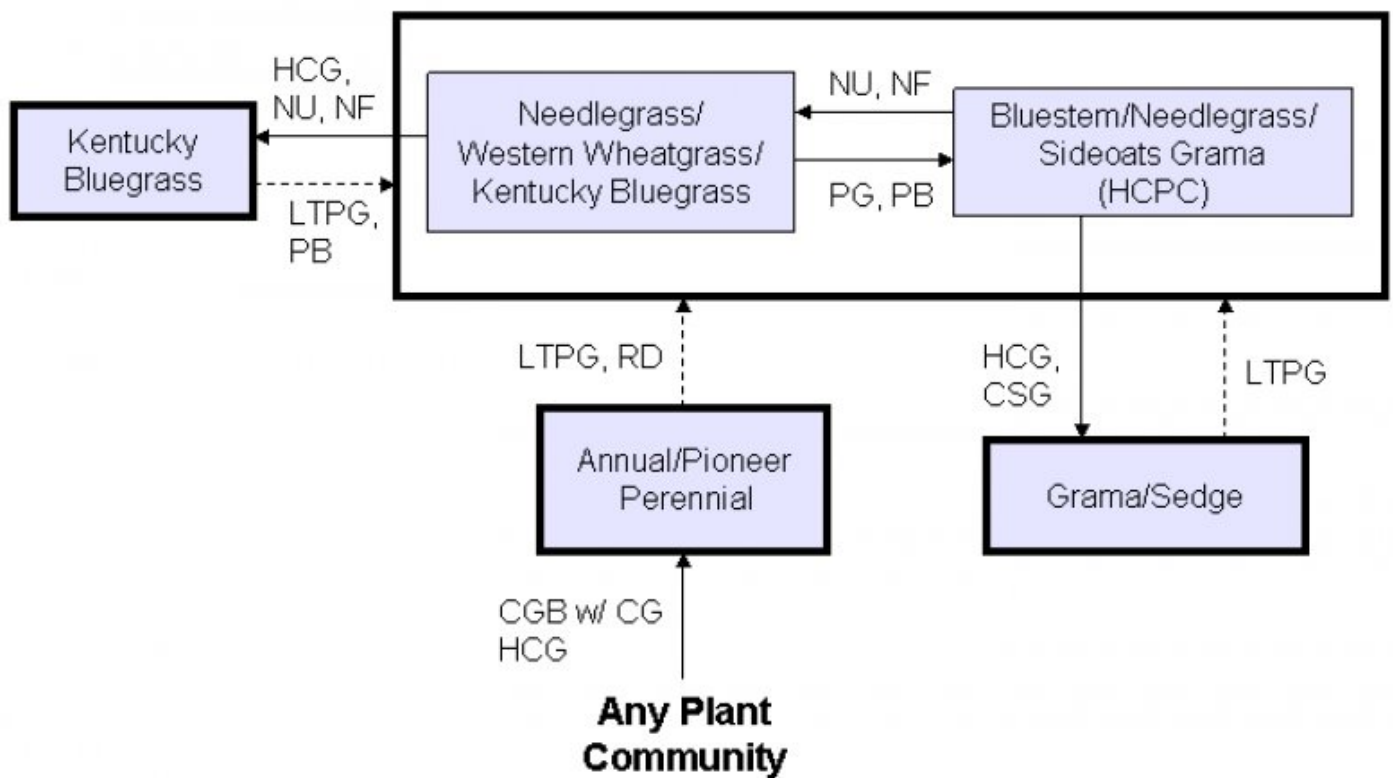 HCG,
NU, NF
Kentucky
Bluegrass
LTPG,
PB
Needlegrass/
Western Wheatgrass/
Kentucky Bluegrass
NU, NF
PG, PB
Bluestem/Needlegrass/
Sideoats Grama
(HCPC)
LTPG, RD
HCG,
CSG
LTPG
Annual/Pioneer
Perennial
Grama/Sedge
CGB w/ CG
HCG
Any Plant
Community